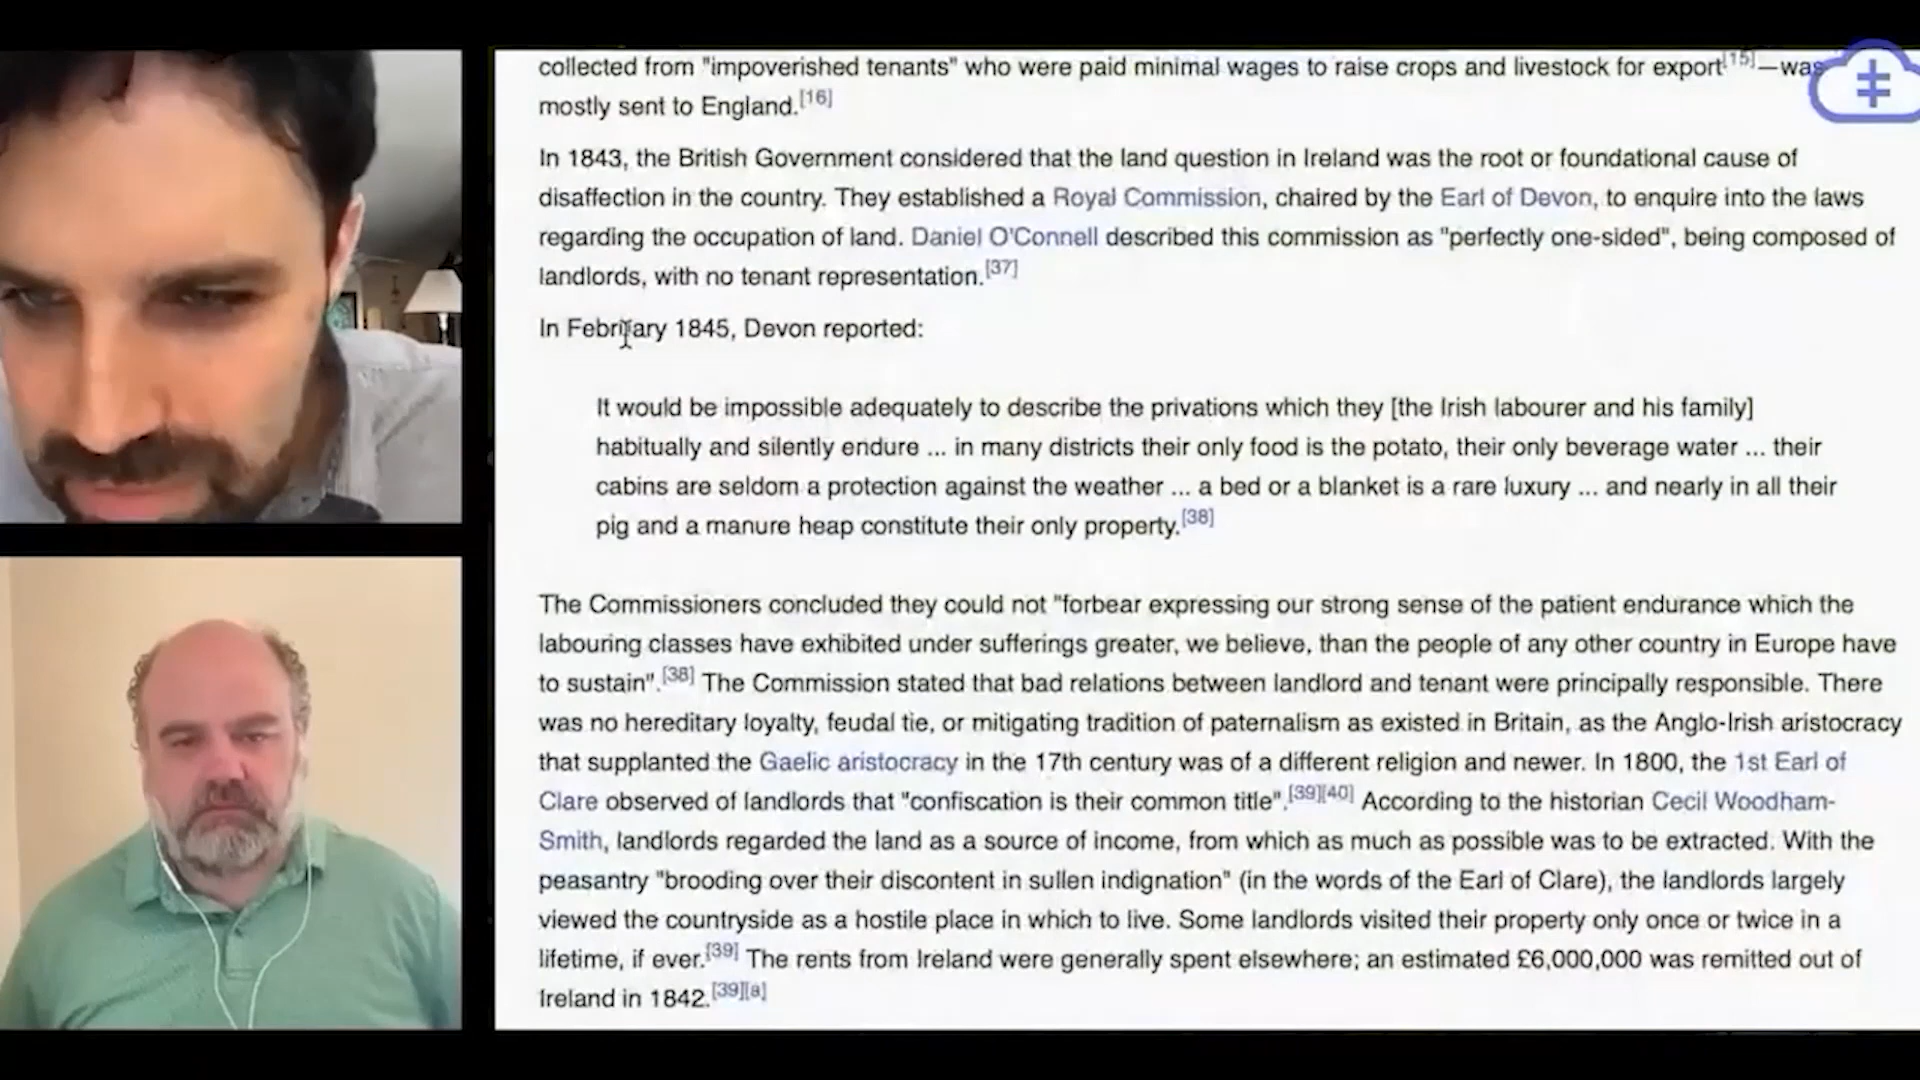 collected from "impoverished tenants" who were paid minimal wages to raise crops and livestock for export[15]—was
mostly sent to England.[16]
In 1843, the British Government considered that the land question in Ireland was the root or foundational cause of
disaffection in the country. They established a Royal Commission, chaired by the Earl of Devon, to enquire into the laws
regarding the occupation of land. Daniel O'Connell described this commission as "perfectly one-sided", being composed of
landlords, with no tenant representation.[37]
In February 1845, Devon reported:
It would be impossible adequately to describe the privations which they [the Irish labourer and his family]
habitually and silently endure ... in many districts their only food is the potato, their only beverage water ... their
cabins are seldom a protection against the weather ... a bed or a blanket is a rare luxury ... and nearly in all their
pig and a manure heap constitute their only property.[38]
The Commissioners concluded they could not "forbear expressing our strong sense of the patient endurance which the
labouring classes have exhibited under sufferings greater, we believe, than the people of any other country in Europe have
to sustain".[38] The Commission stated that bad relations between landlord and tenant were principally responsible. There
was no hereditary loyalty, feudal tie, or mitigating tradition of paternalism as existed in Britain, as the Anglo-Irish aristocracy
that supplanted the Gaelic aristocracy in the 17th century was of a different religion and newer. In 1800, the 1st Earl of
Clare observed of landlords that "confiscation is their common title".[39][40] According to the historian Cecil Woodham-
Smith, landlords regarded the land as a source of income, from which as much as possible was to be extracted. With the
peasantry "brooding over their discontent in sullen indignation" (in the words of the Earl of Clare), the landlords largely
viewed the countryside as a hostile place in which to live. Some landlords visited their property only once or twice in a
lifetime, if ever.[39] The rents from Ireland were generally spent elsewhere; an estimated £6,000,000 was remitted out of
Ireland in 1842.[39][a]